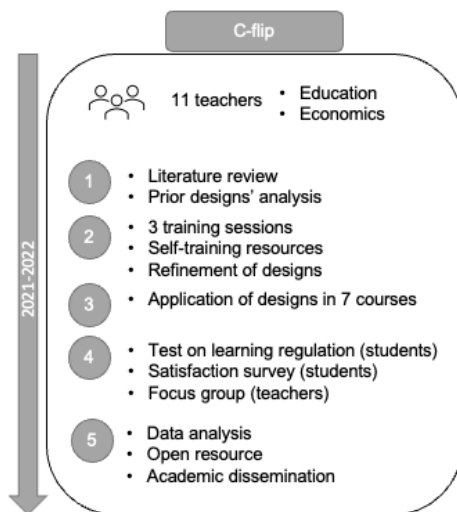 C-flip
11 teachers
• Education
• Economics
2021-2022
1
• Literature review
• Prior designs' analysis
2
• 3 training sessions
• Self-training resources
• Refinement of designs
3
• Application of designs in 7 courses
4
• Test on learning regulation (students)
• Satisfaction survey (students)
• Focus group (teachers)
5
• Data analysis
• Open resource
• Academic dissemination